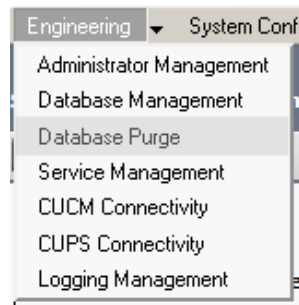 Engineering System Conf
Administrator Management
Database Management
Database Purge
Service Management
CUCM Connectivity
CUPS Connectivity
Logging Management